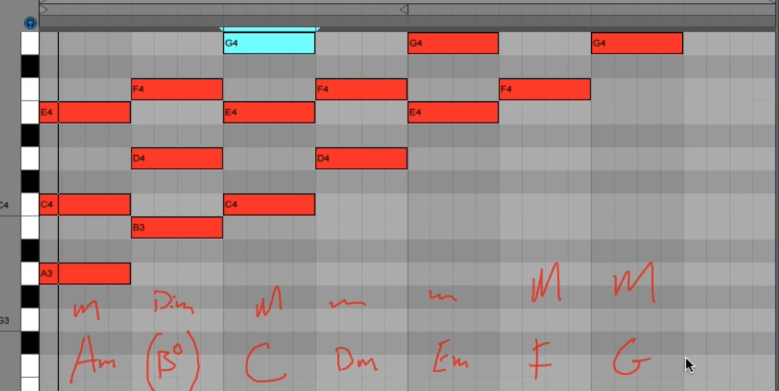 G4 G4 G4
F4 F4 F4
E4 E4 E4
D4 D4
C4 C4 C4
B3
A3
m Dim M m m M M
G3
Am (B°) C Dm Em F G